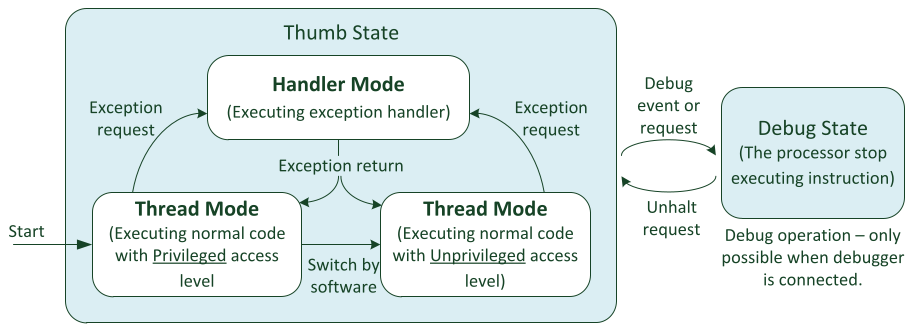 Thumb State
Handler Mode
(Executing exception handler)
Exception
request
Exception
request
Exception return
Thread Mode
(Executing normal code
with Privileged access
level
Thread Mode
(Executing normal code
with Unprivileged access
level)
Start
Switch by
software
Debug
event or
request
Unhalt
request
Debug State
(The processor stop
executing instruction)
Debug operation – only
possible when debugger
is connected.